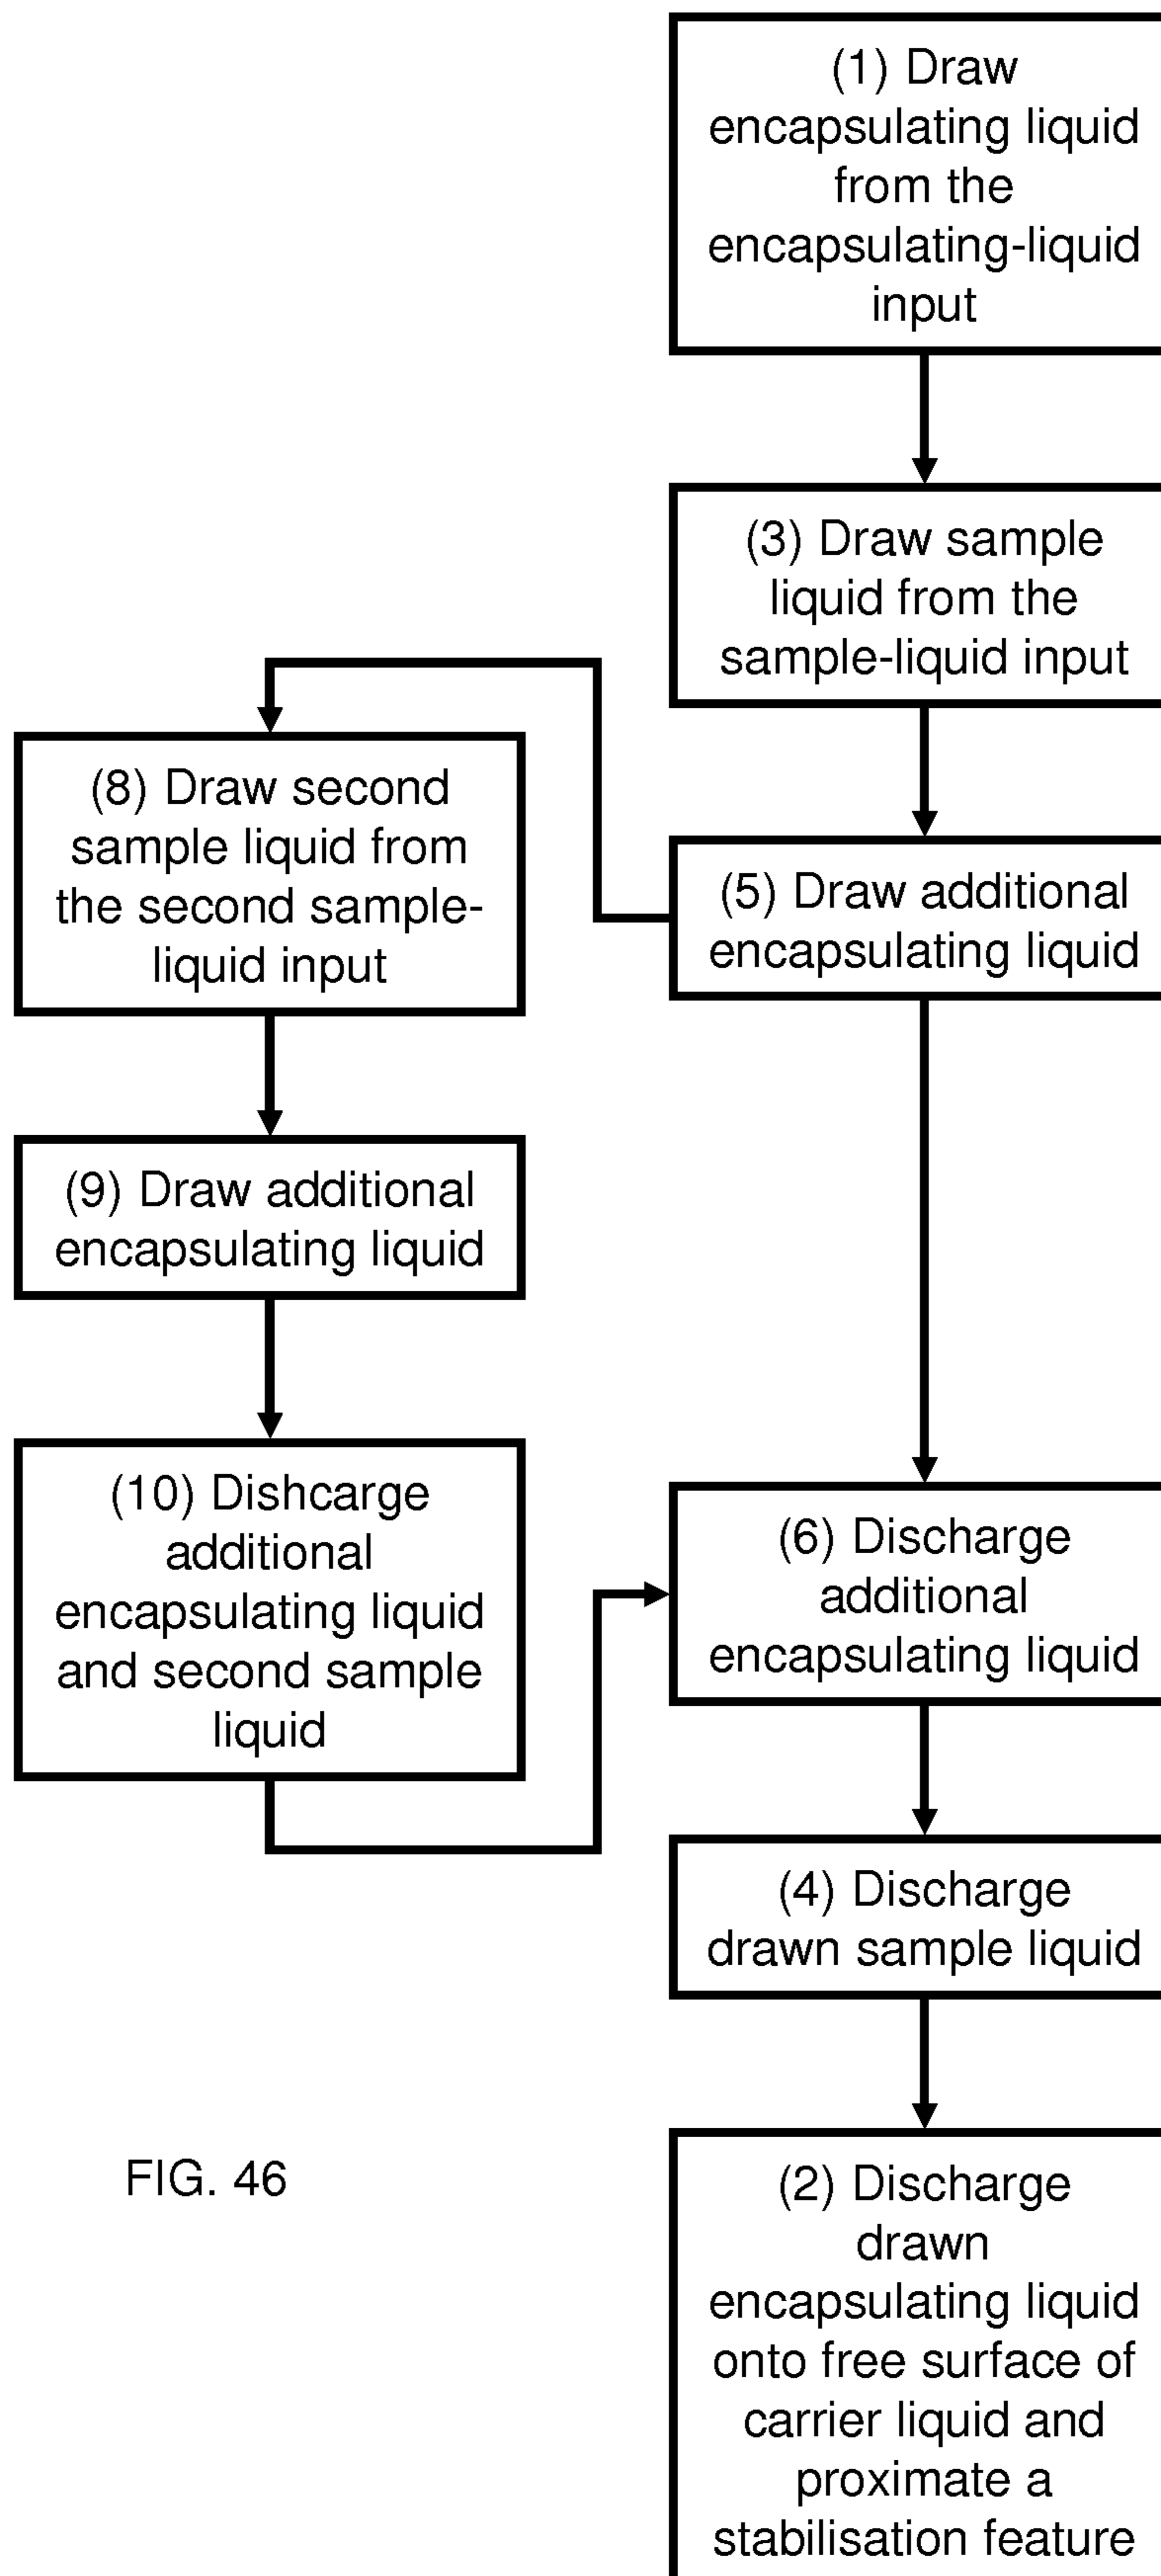 (1) Draw
encapsulating liquid
from the
encapsulating-liquid
input
(3) Draw sample
liquid from the
sample-liquid input
(5) Draw additional
encapsulating liquid
(8) Draw second
sample liquid from
the second sample-
liquid input
(9) Draw additional
encapsulating liquid
(10) Dishcarge
additional
encapsulating liquid
and second sample
liquid
(6) Discharge
additional
encapsulating liquid
(4) Discharge
drawn sample liquid
(2) Discharge
drawn
encapsulating liquid
onto free surface of
carrier liquid and
proximate a
stabilisation feature
FIG. 46